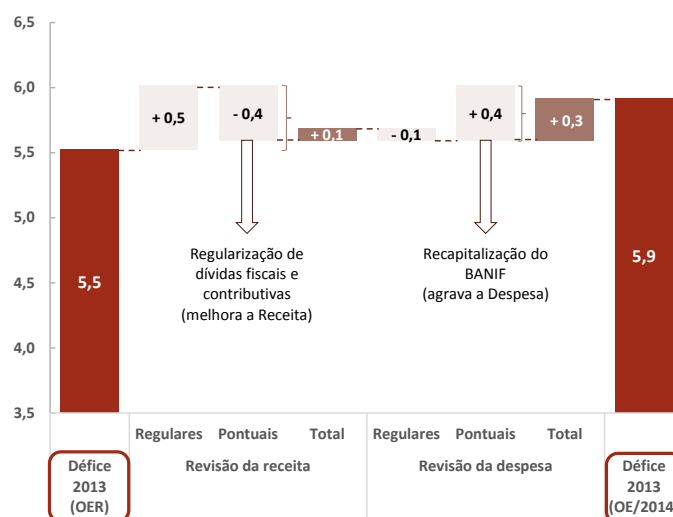 6,5
6,0
5,5
5,0
4,5
4,0
3,5
5,5
+ 0,5
- 0,4
+ 0,1
- 0,1
+ 0,4
+ 0,3
5,9
Regularização de
dívidas fiscais e
contributivas
(melhora a Receita)
Recapitalização do
BANIF
(agrava a Despesa)
Regulares Pontuais Total Regulares Pontuais Total
Défice
2013
(OER)
Revisão da receita
Revisão da despesa
Défice
2013
(OE/2014